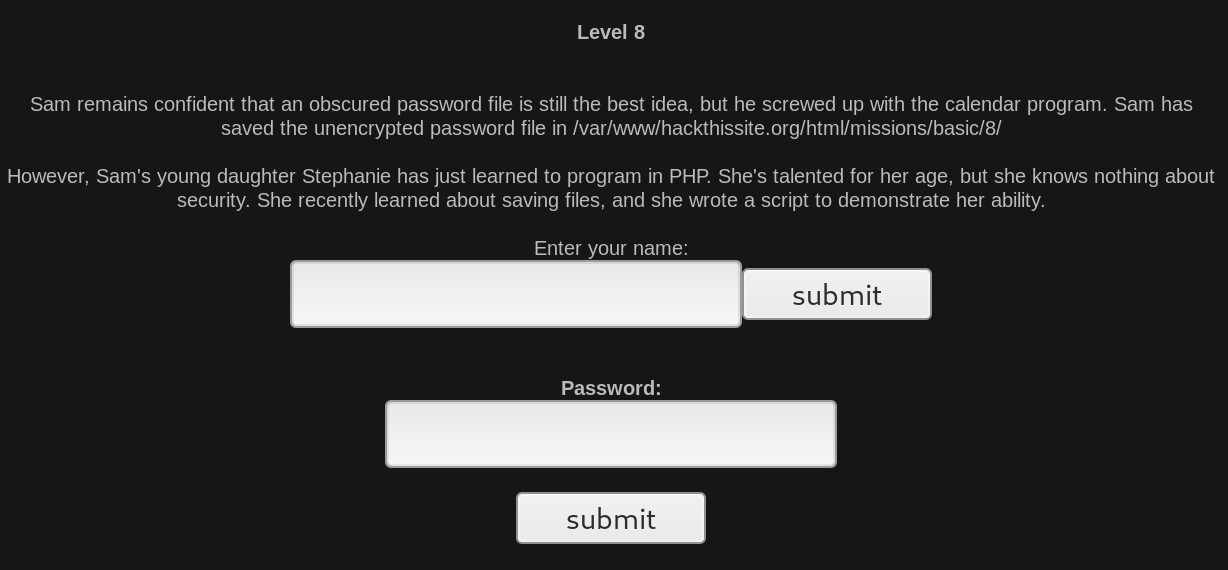 Level 8
Sam remains confident that an obscured password file is still the best idea, but he screwed up with the calendar program. Sam has
saved the unencrypted password file in /var/www/hackthissite.org/html/missions/basic/8/
However, Sam's young daughter Stephanie has just learned to program in PHP. She's talented for her age, but she knows nothing about
security. She recently learned about saving files, and she wrote a script to demonstrate her ability.
Enter your name:
submit
Password:
submit